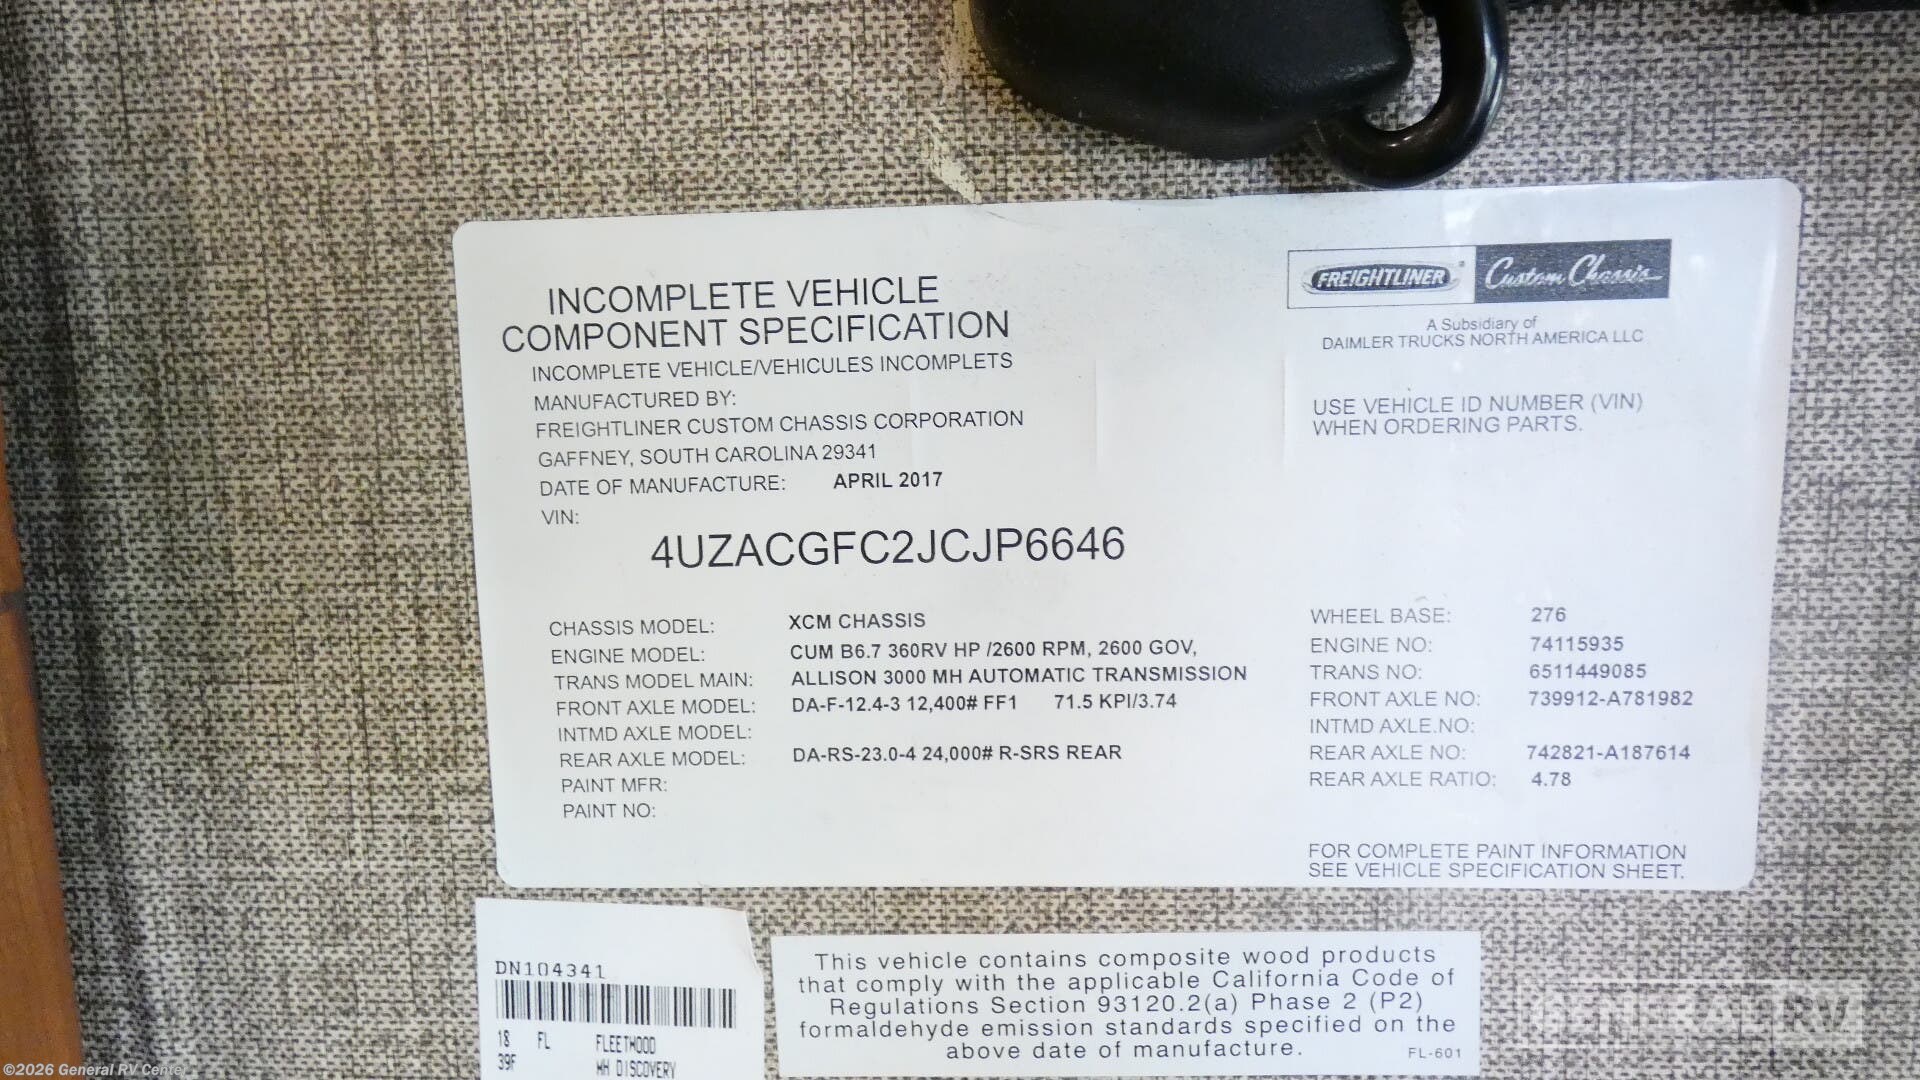 INCOMPLETE VEHICLE
COMPONENT SPECIFICATION
INCOMPLETE VEHICLE/VEHICULES INCOMPLETS
MANUFACTURED BY:
FREIGHTLINER CUSTOM CHASSIS CORPORATION
GAFFNEY, SOUTH CAROLINA 29341
DATE OF MANUFACTURE: APRIL 2017
VIN:
4UZACGFC2JCJP6646
CHASSIS MODEL: XCM CHASSIS
ENGINE MODEL: CUM B6.7 360RV HP /2600 RPM, 2600 GOV,
TRANS MODEL MAIN: ALLISON 3000 MH AUTOMATIC TRANSMISSION
FRONT AXLE MODEL: DA-F-12.4-3 12,400# FF1 71.5 KPI/3.74
INTMD AXLE MODEL:
REAR AXLE MODEL: DA-RS-23.0-4 24,000# R-SRS REAR
PAINT MFR:
PAINT NO:
FREIGHTLINER Custom Chassis
A Subsidiary of
DAIMLER TRUCKS NORTH AMERICA LLC
USE VEHICLE ID NUMBER (VIN)
WHEN ORDERING PARTS.
WHEEL BASE: 276
ENGINE NO: 74115935
TRANS NO: 6511449085
FRONT AXLE NO: 739912-A781982
INTMD AXLE.NO:
REAR AXLE NO: 742821-A187614
REAR AXLE RATIO: 4.78
FOR COMPLETE PAINT INFORMATION
SEE VEHICLE SPECIFICATION SHEET.
DN104341
18 FL FLEETWOOD
39F MH DISCOVERY
This vehicle contains composite wood products
that comply with the applicable California Code of
Regulations Section 93120.2(a) Phase 2 (P2)
formaldehyde emission standards specified on the
above date of manufacture. FL-601
GENERAL RV
©2026 General RV Center